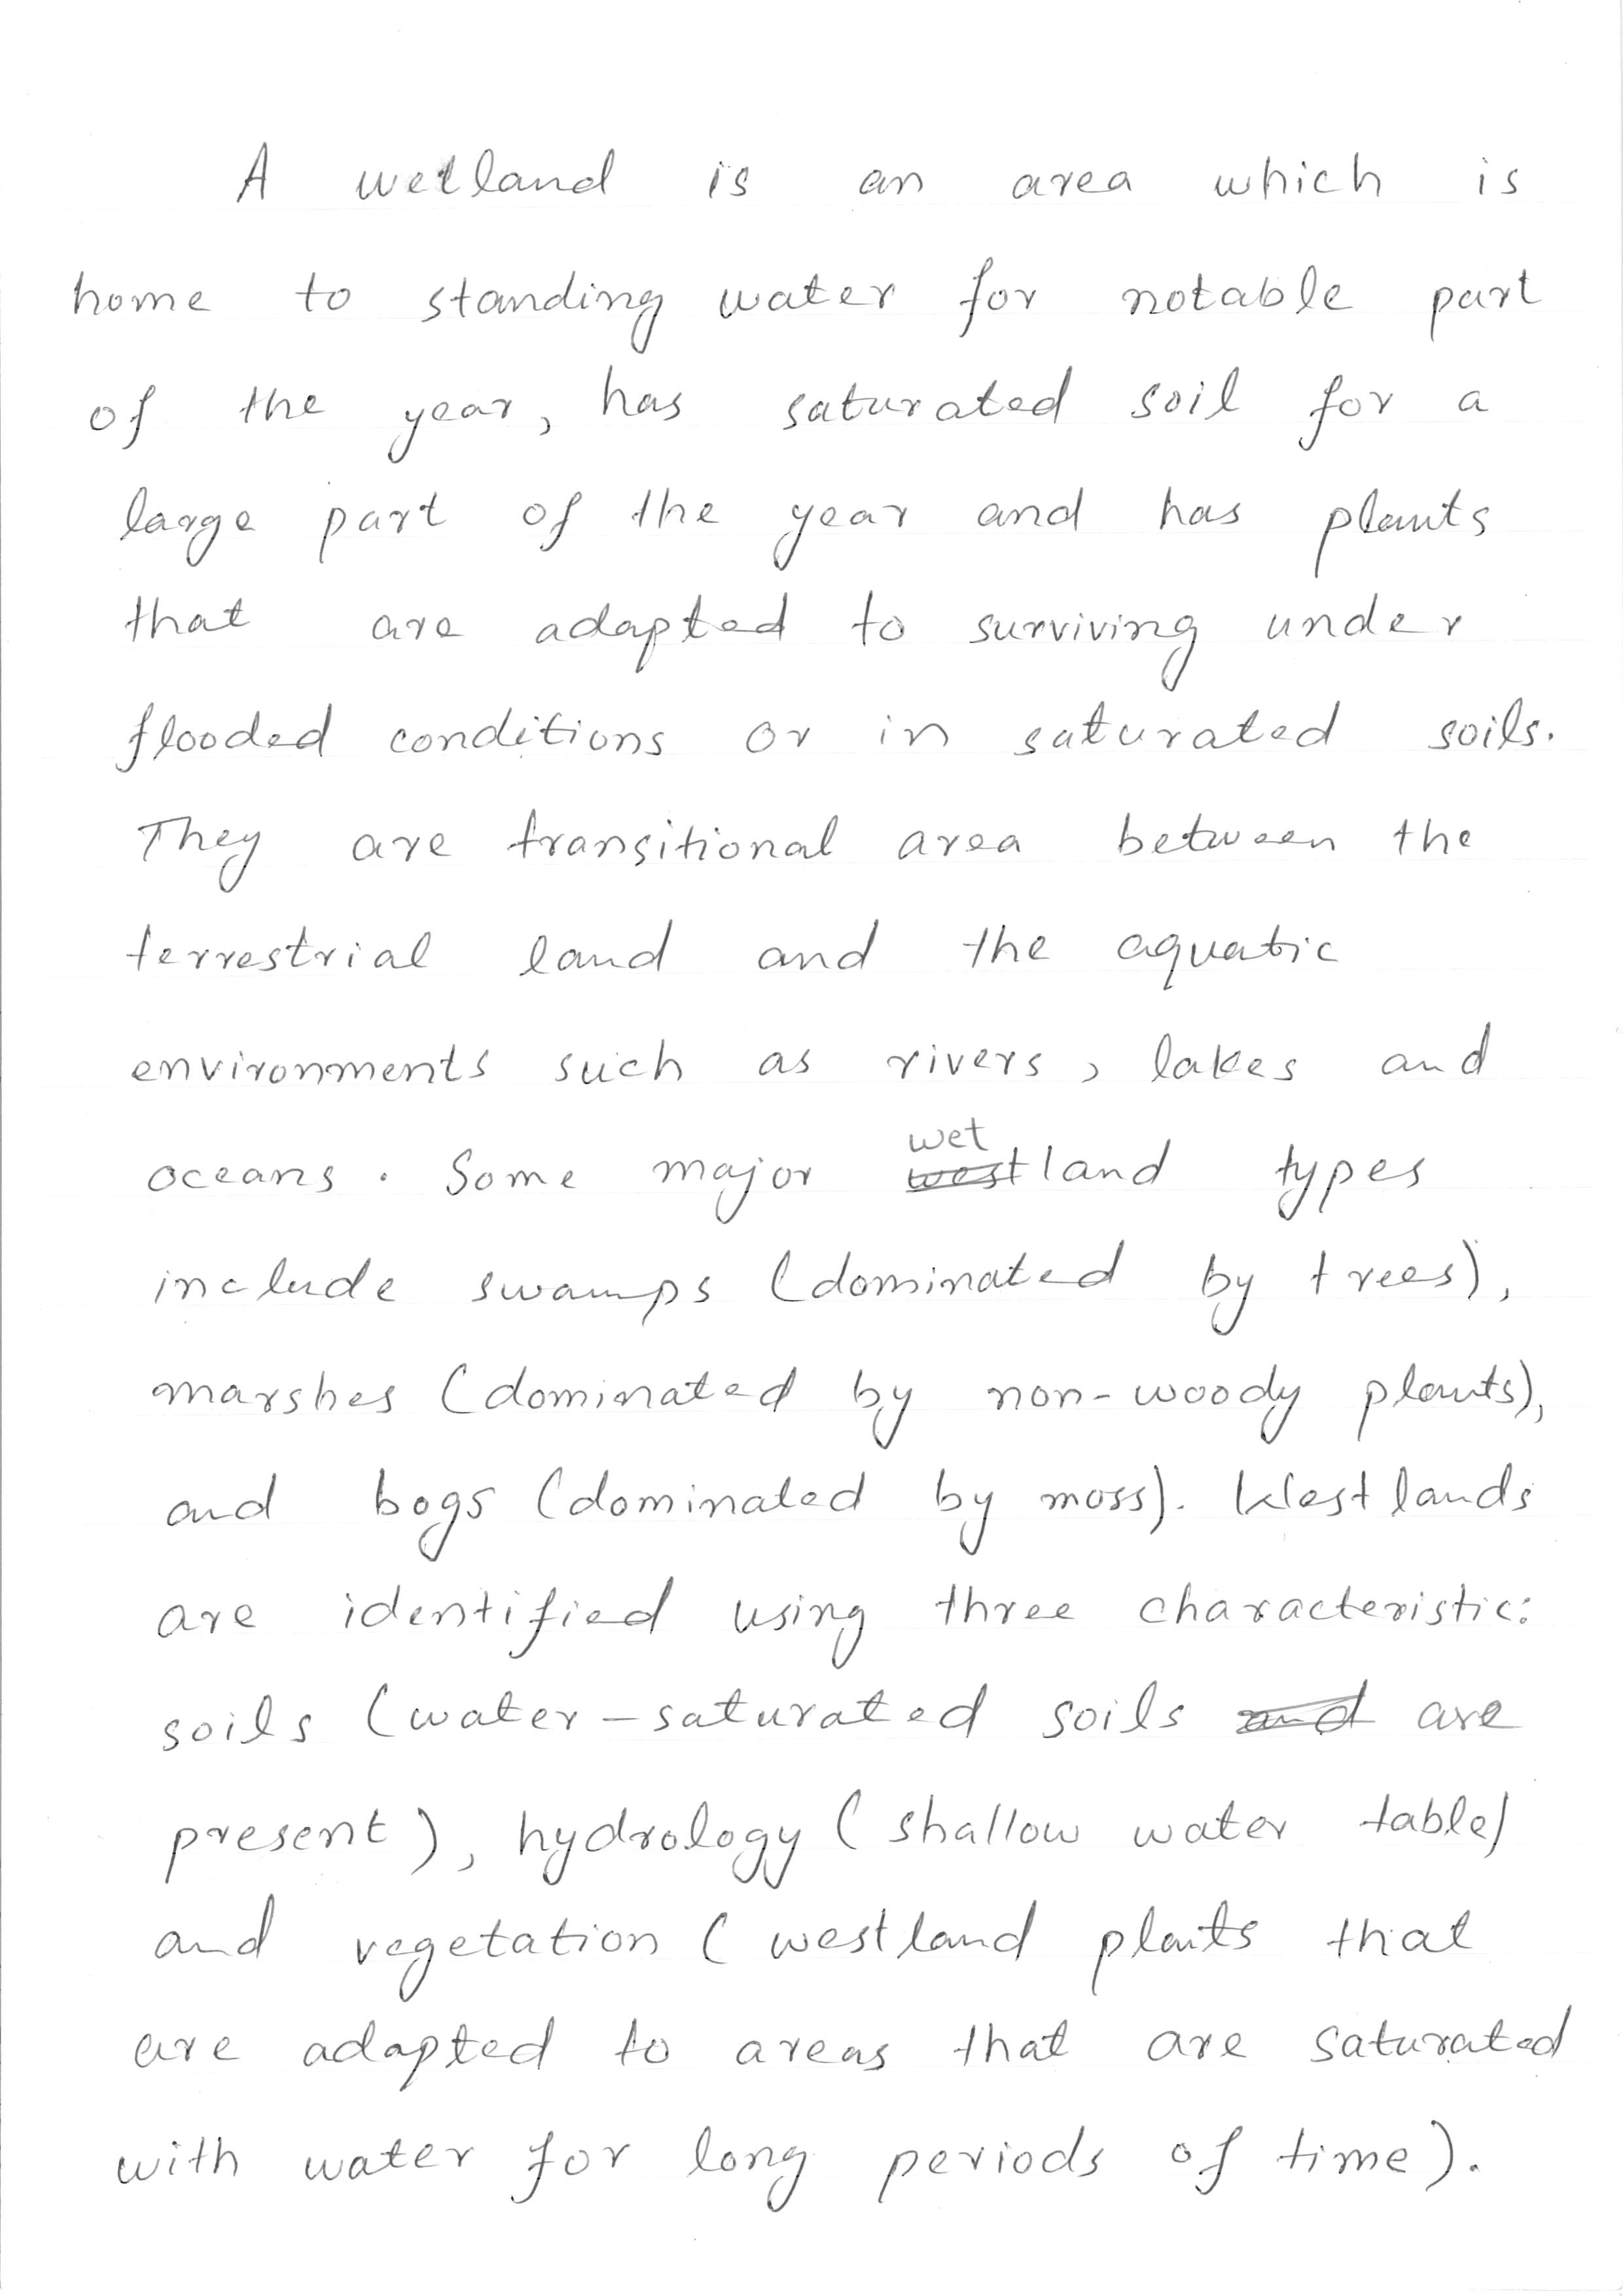 A wetland is an area which is
home to standing water for notable part
of the year, has saturated soil for a
large part of the year and has plants
that are adapted to surviving under
flooded conditions or in saturated soils.
They are transitional area between the
terrestrial land and the aquatic
environments such as rivers, lakes and
oceans. Some major wetland types
include swamps (dominated by trees),
marshes (dominated by non-woody plants),
and bogs (dominated by moss). Westlands
are identified using three characteristic:
soils (water-saturated soils are
present), hydrology (shallow water table)
and vegetation (westland plants that
are adapted to areas that are saturated
with water for long periods of time).